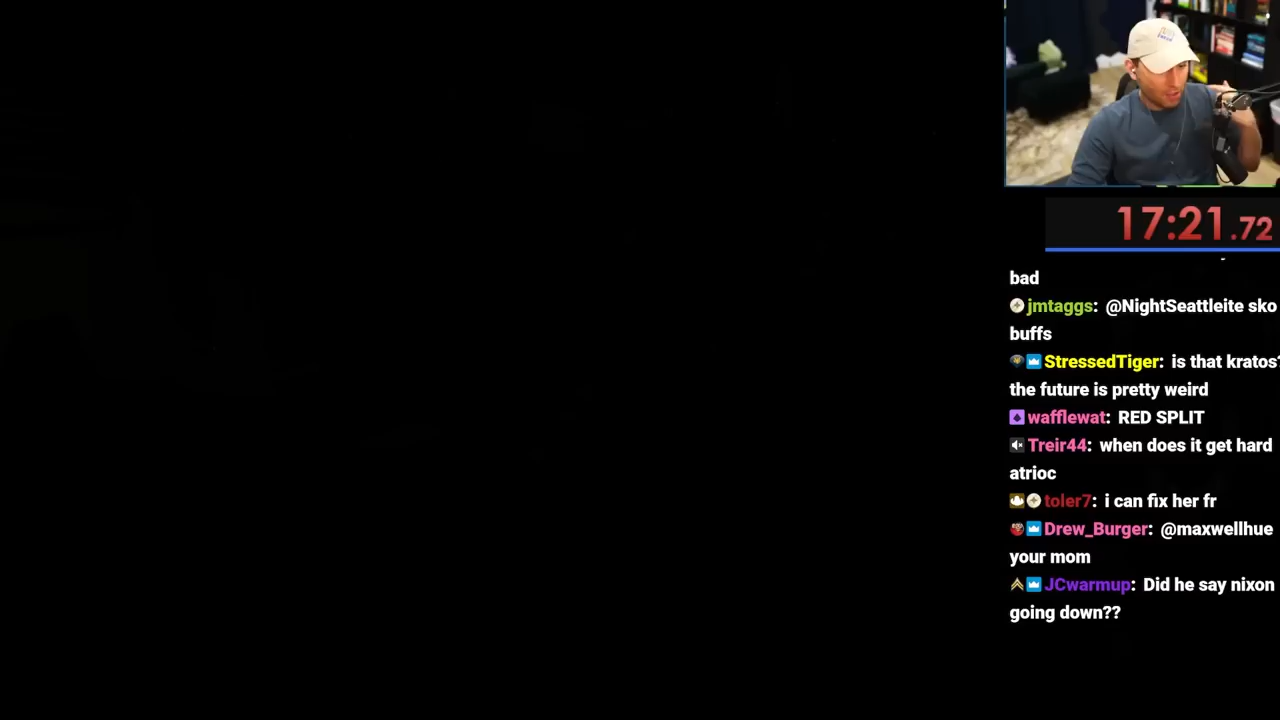 17:21.72
bad
jmtaggs: @NightSeattleite sko
buffs
StressedTiger: is that kratos?
the future is pretty weird
wafflewat: RED SPLIT
Treir44: when does it get hard
atrioc
toler7: i can fix her fr
Drew_Burger: @maxwellhue
your mom
JCwarmup: Did he say nixon
going down??